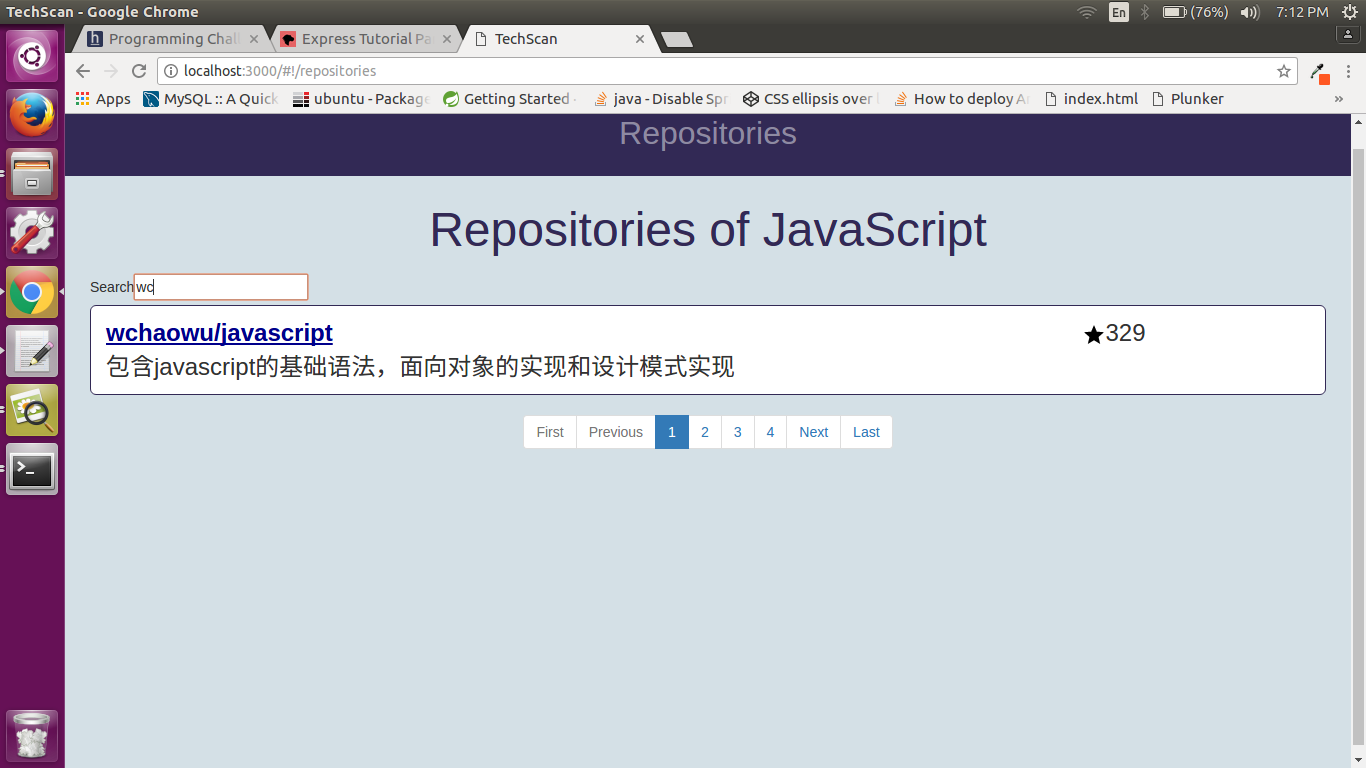 TechScan - Google Chrome
En (76%) 7:12 PM
Programming Chal
Express Tutorial Pa
TechScan
localhost:3000/#!/repositories
Apps
MySQL :: A Quick
ubuntu - Package
Getting Started -
java - Disable Spr
CSS ellipsis over
How to deploy
index.html
Plunker
»
Repositories
Repositories of JavaScript
Search wc
wchaowu/javascript
★329
包含javascript的基础语法，面向对象的实现和设计模式实现
First Previous 1 2 3 4 Next Last